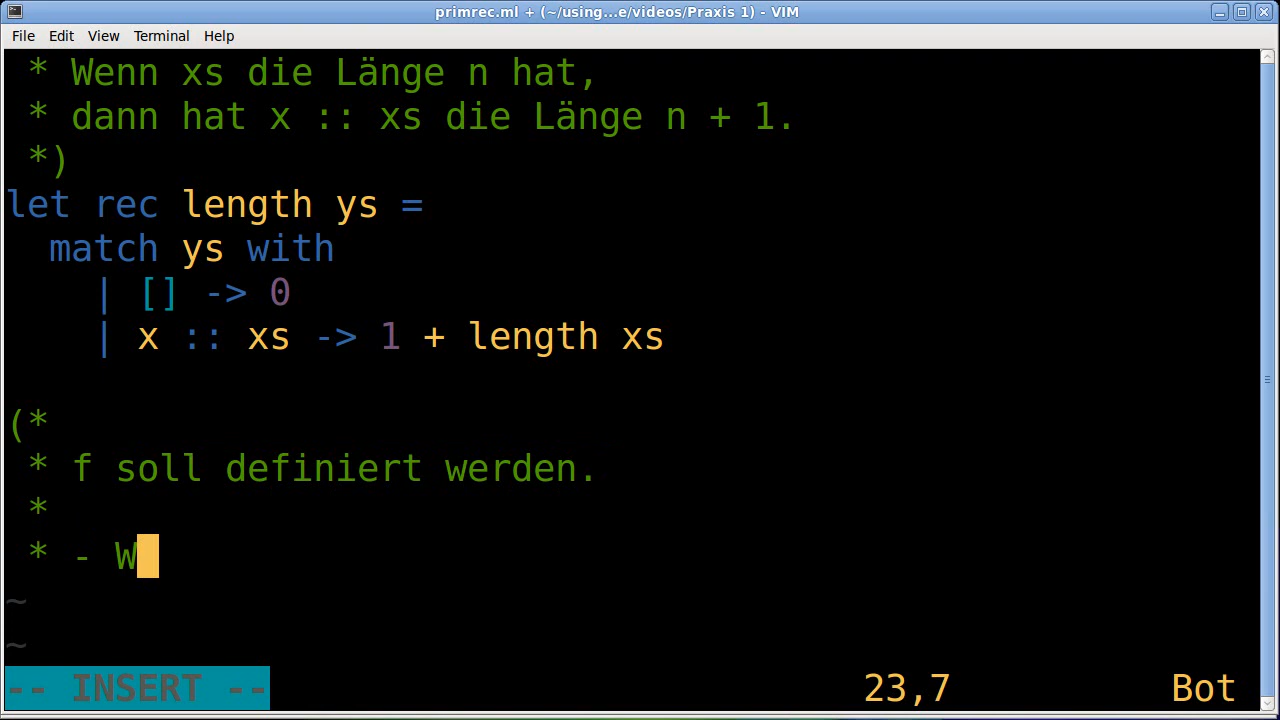 primrec.ml + (~/using...e/videos/Praxis 1) - VIM
File Edit View Terminal Help
 * Wenn xs die Länge n hat,
 * dann hat x :: xs die Länge n + 1.
 *)
let rec length ys =
  match ys with
    | [] -> 0
    | x :: xs -> 1 + length xs

(*
 * f soll definiert werden.
 *
 * - W
~
~
-- INSERT -- 23,7 Bot